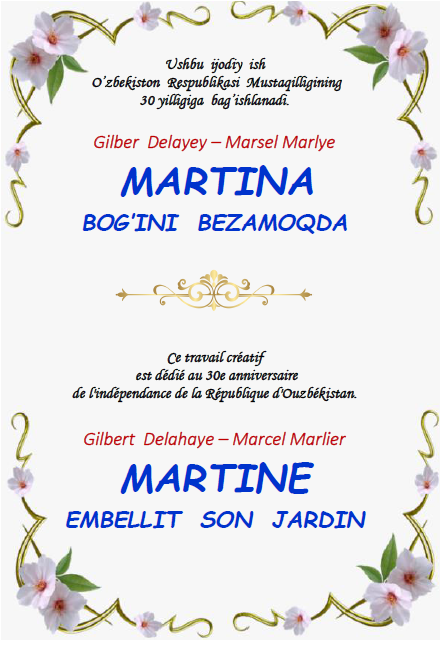 Ushbu ijodiy ish
O'zbekiston Respublikasi Mustaqilligining
30 yilligiga bag'ishlanadi.
Gilber Delayey – Marsel Marlye
MARTINA
BOG'INI BEZAMOQDA
Ce travail créatif
est dédié au 30e anniversaire
de l'indépendance de la République d'Ouzbékistan.
Gilbert Delahaye – Marcel Marlier
MARTINE
EMBELLIT SON JARDIN